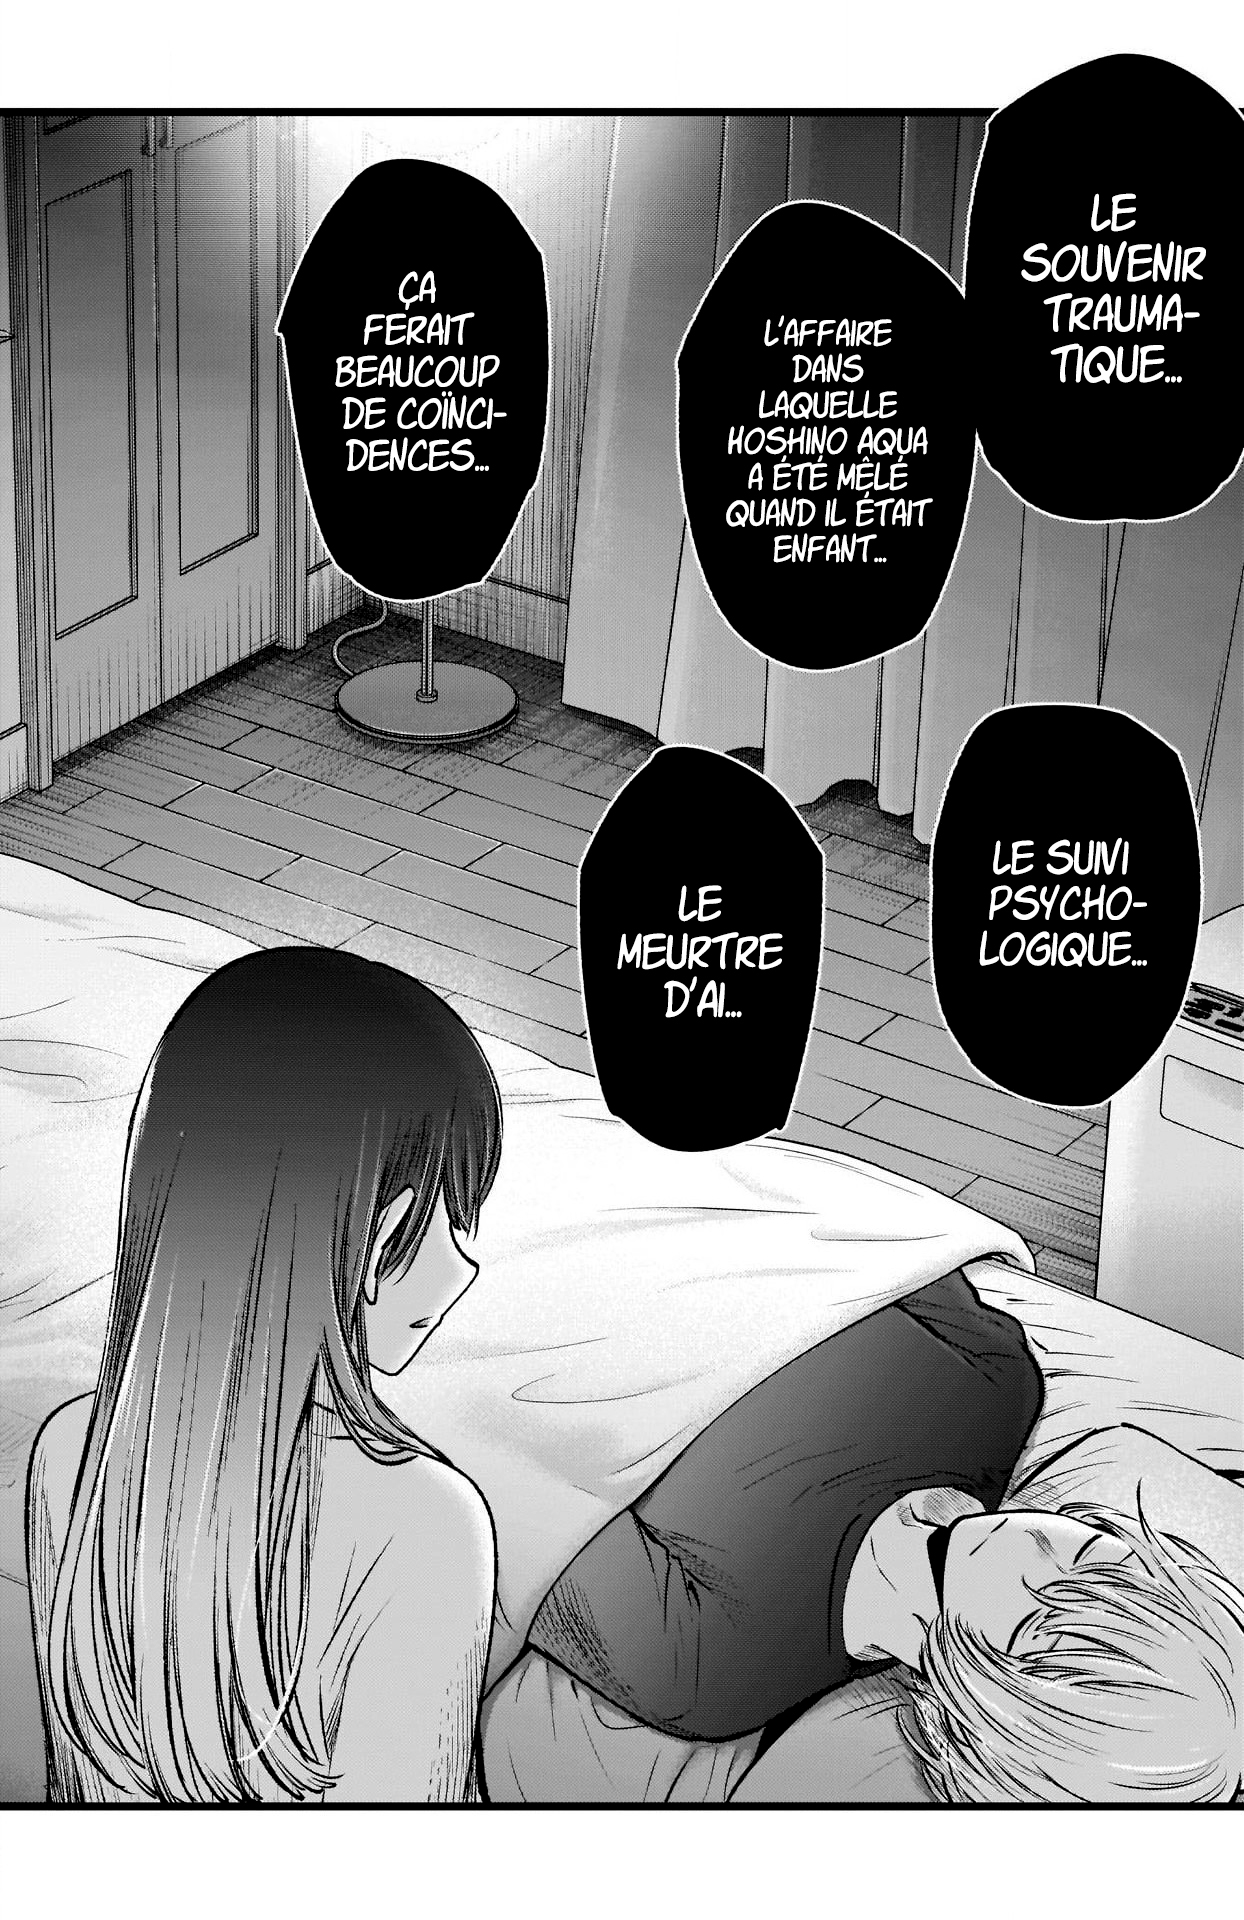 LE
SOUVENIR
TRAUMA-
TIQUE...
L'AFFAIRE
DANS
LAQUELLE
HOSHINO AQUA
A ÉTÉ MÊLÉ
QUAND IL ÉTAIT
ENFANT...
ÇA
FERAIT
BEAUCOUP
DE COÏNCI-
DENCES...
LE SUIVI
PSYCHO-
LOGIQUE...
LE
MEURTRE
D'AI...